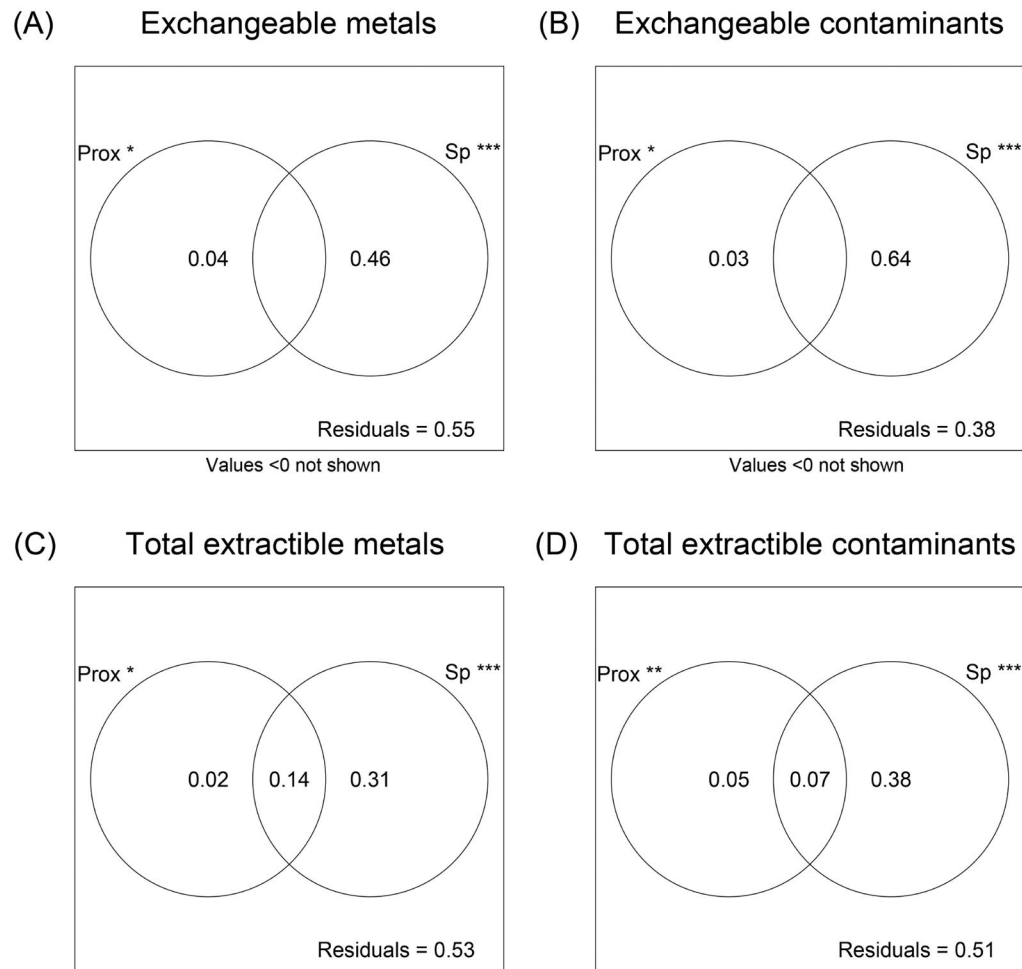 (A) Exchangeable metals
Prox *
Sp ***
0.04
0.46
Residuals = 0.55
Values <0 not shown
(B) Exchangeable contaminants
Prox *
Sp ***
0.03
0.64
Residuals = 0.38
Values <0 not shown
(C) Total extractible metals
Prox *
Sp ***
0.02
0.14
0.31
Residuals = 0.53
(D) Total extractible contaminants
Prox **
Sp ***
0.05
0.07
0.38
Residuals = 0.51